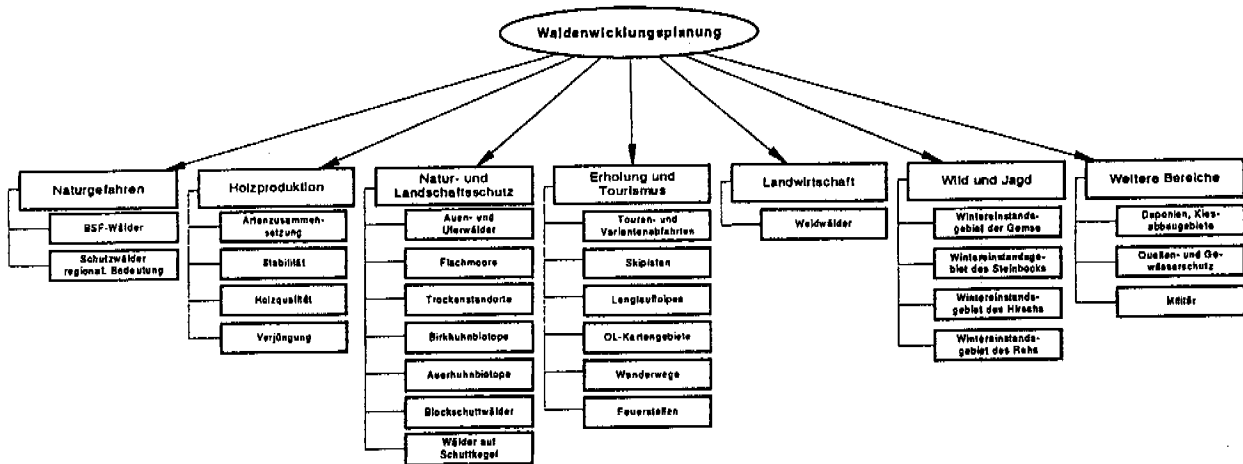 Waldenwicklungsplanung
Naturgefahren
BSF-Wälder
Schutzwälder
regional. Bedeutung
Holzproduktion
Artenzusammen-
setzung
Stabilität
Holzqualität
Verjüngung
Natur- und
Landschaftsschutz
Auen- und
Uferwälder
Flachmoore
Trockenstandorte
Birkhuhnbiotope
Auerhuhnbiotope
Blockschuttwälder
Wälder auf
Schuttkegel
Erholung und
Tourismus
Touren- und
Variantenabfahrten
Skipisten
Langlaufloipen
OL-Kartengebiete
Wanderwege
Feuerstellen
Landwirtschaft
Weidwälder
Wild und Jagd
Wintereinstands-
gebiet der Gemse
Wintereinstandsge-
biet des Steinbocks
Wintereinstands-
gebiet des Hirschs
Wintereinstands-
gebiet des Rehs
Weitere Bereiche
Deponien, Kies-
abbaugebiete
Quellen- und Ge-
wässerschutz
Militär